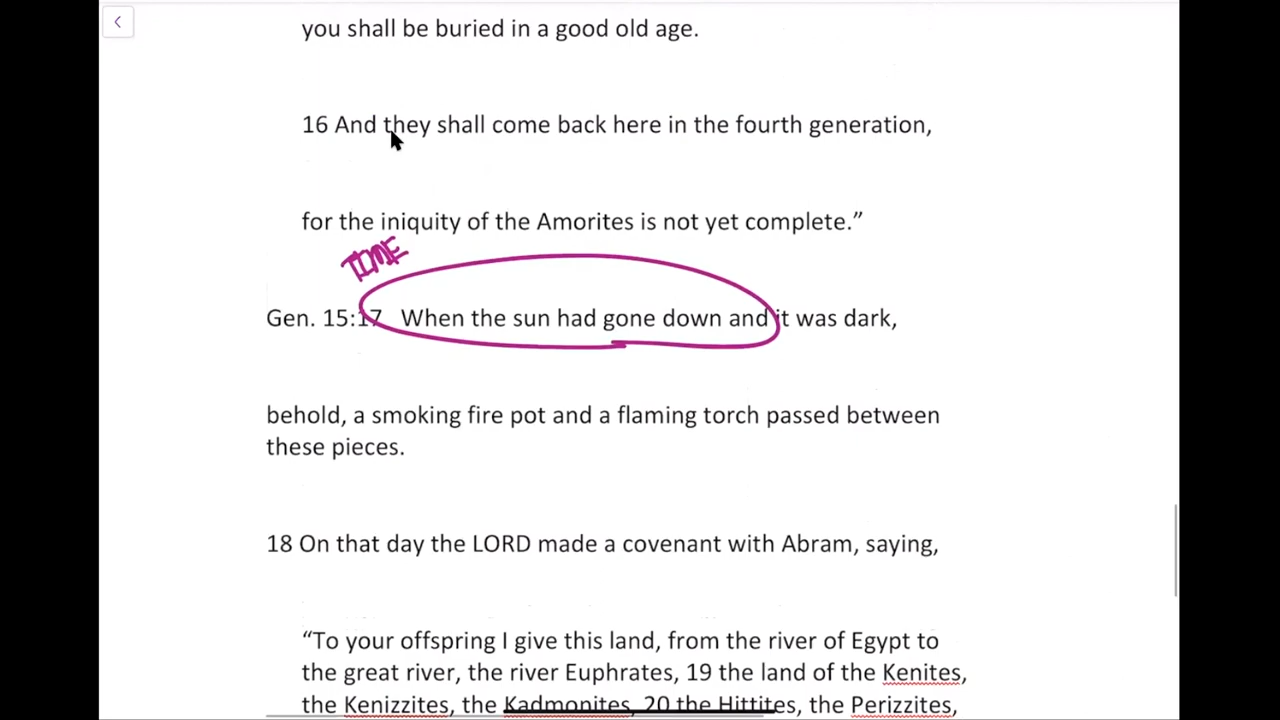 you shall be buried in a good old age.
16 And they shall come back here in the fourth generation,
for the iniquity of the Amorites is not yet complete.”
TIME
Gen. 15:17 When the sun had gone down and it was dark,
behold, a smoking fire pot and a flaming torch passed between
these pieces.
18 On that day the LORD made a covenant with Abram, saying,
“To your offspring I give this land, from the river of Egypt to
the great river, the river Euphrates, 19 the land of the Kenites,
the Kenizzites, the Kadmonites, 20 the Hittites, the Perizzites,